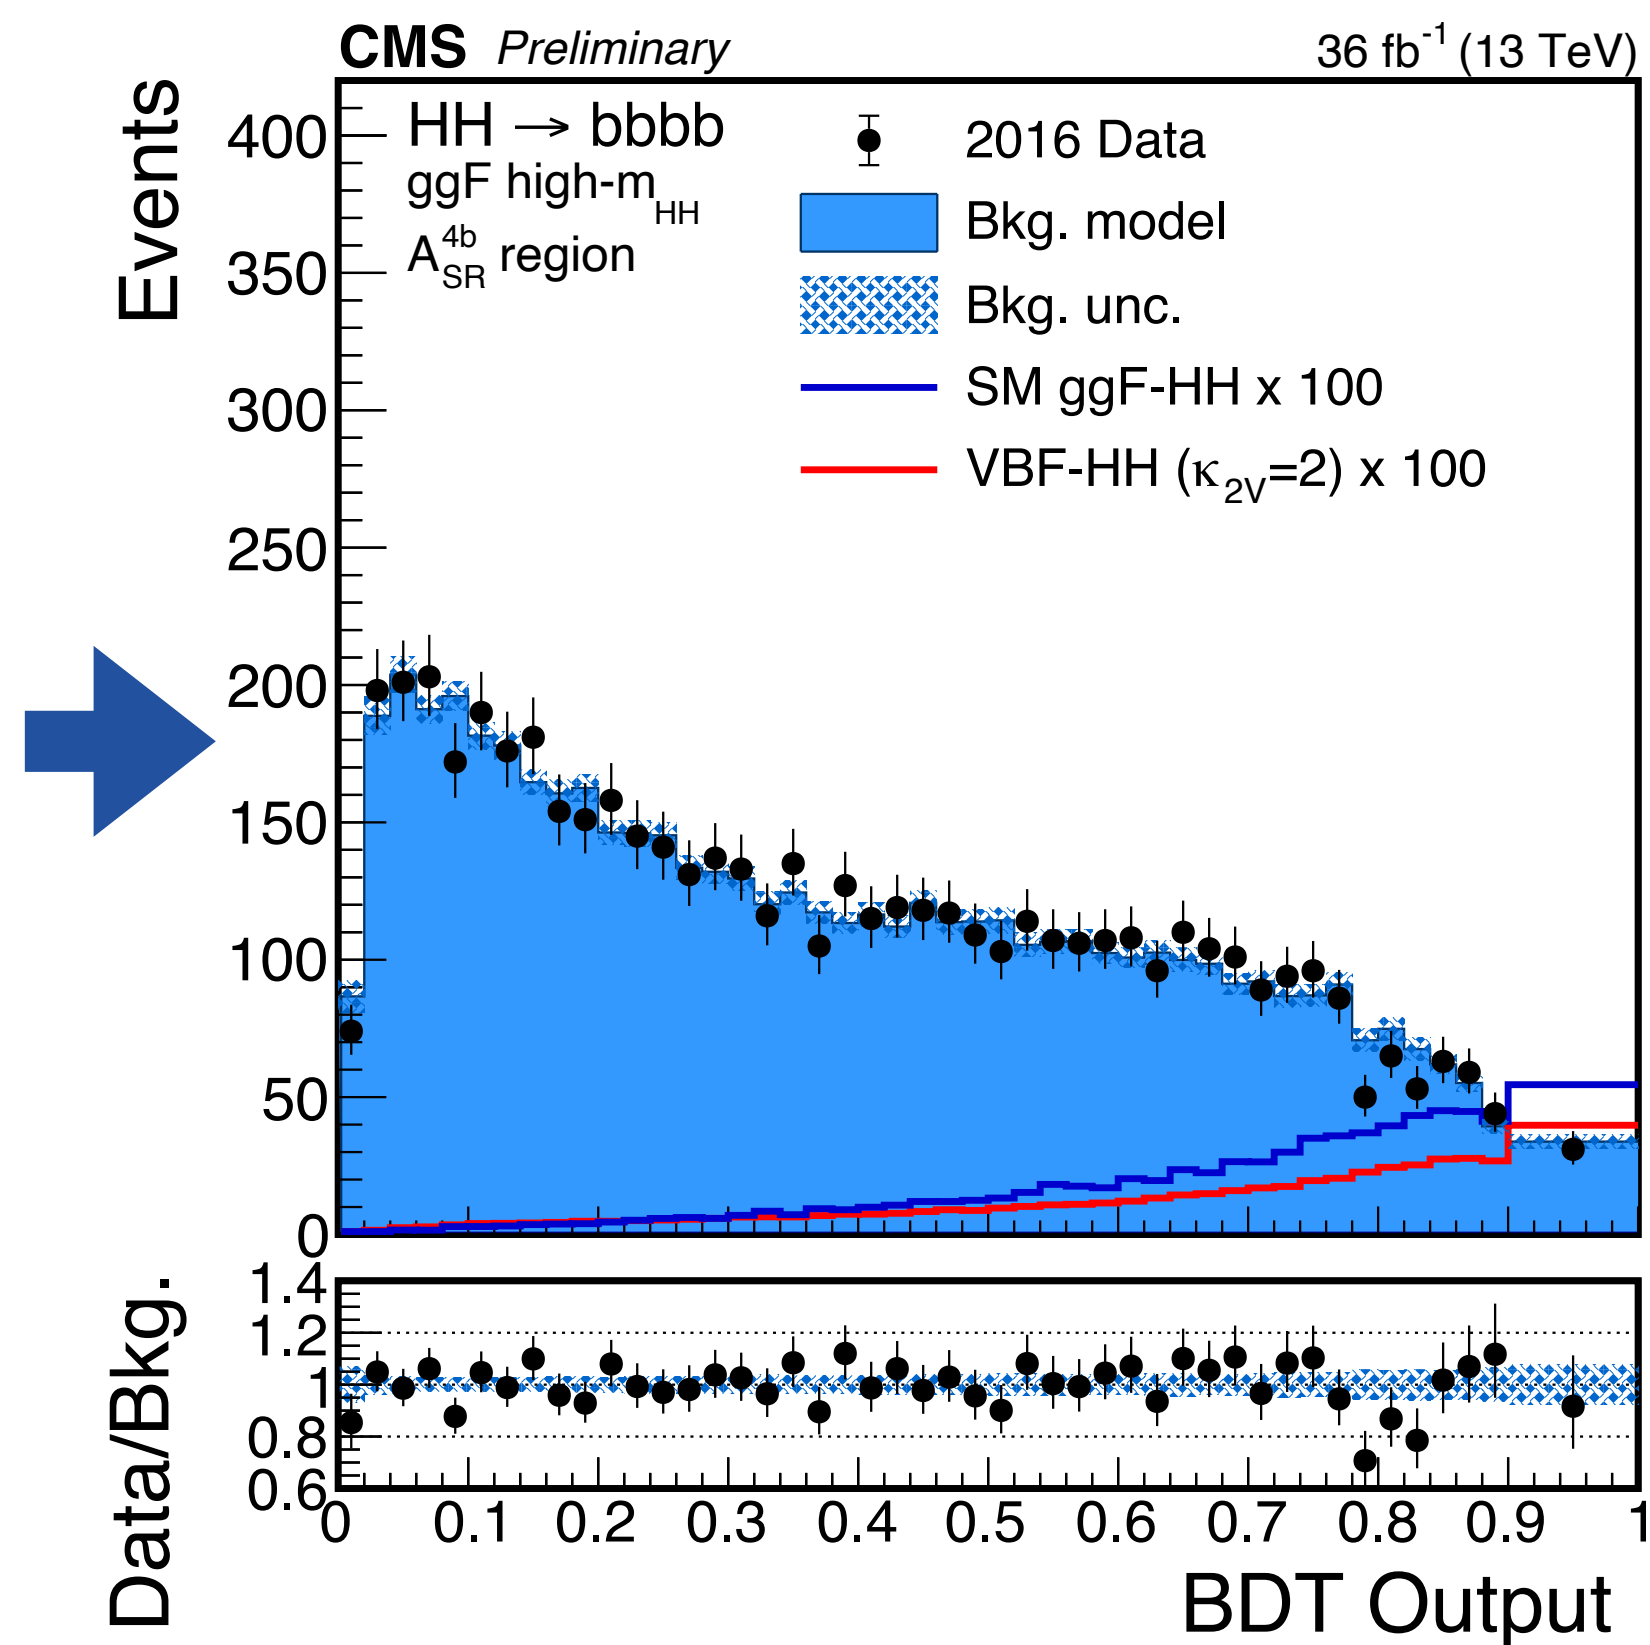 CMS Preliminary
36 fb-1 (13 TeV)
Events
400
350
300
250
200
150
100
50
0
HH → bbbb
ggF high-mHH
A4bSR region
2016 Data
Bkg. model
Bkg. unc.
SM ggF-HH x 100
VBF-HH (κ2V=2) x 100
Data/Bkg.
1.4
1.2
1
0.8
0.6
0 0.1 0.2 0.3 0.4 0.5 0.6 0.7 0.8 0.9 1
BDT Output